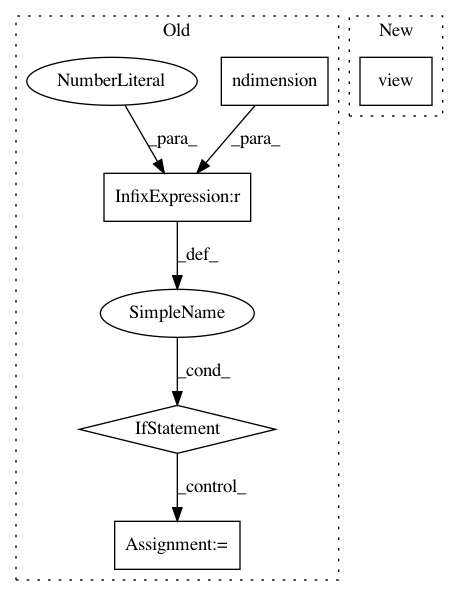 Old
New
NumberLiteral
ndimension
view
_para_
_para_
InfixExpression:r
_def_
SimpleName
_cond_
IfStatement
_control_
Assignment:=